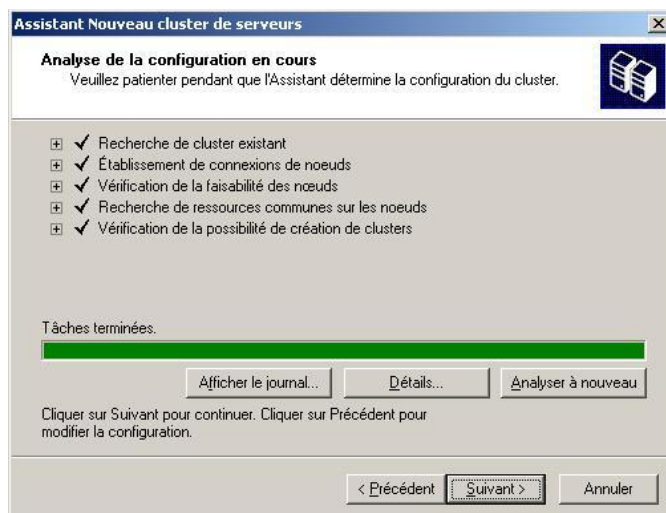 Assistant Nouveau cluster de serveurs
Analyse de la configuration en cours
Veuillez patienter pendant que l'Assistant détermine la configuration du cluster.
Recherche de cluster existant
Établissement de connexions de noeuds
Vérification de la faisabilité des nœuds
Recherche de ressources communes sur les noeuds
Vérification de la possibilité de création de clusters
Tâches terminées.
Afficher le journal... Détails... Analyser à nouveau
Cliquer sur Suivant pour continuer. Cliquer sur Précédent pour
modifier la configuration.
< Précédent Suivant > Annuler